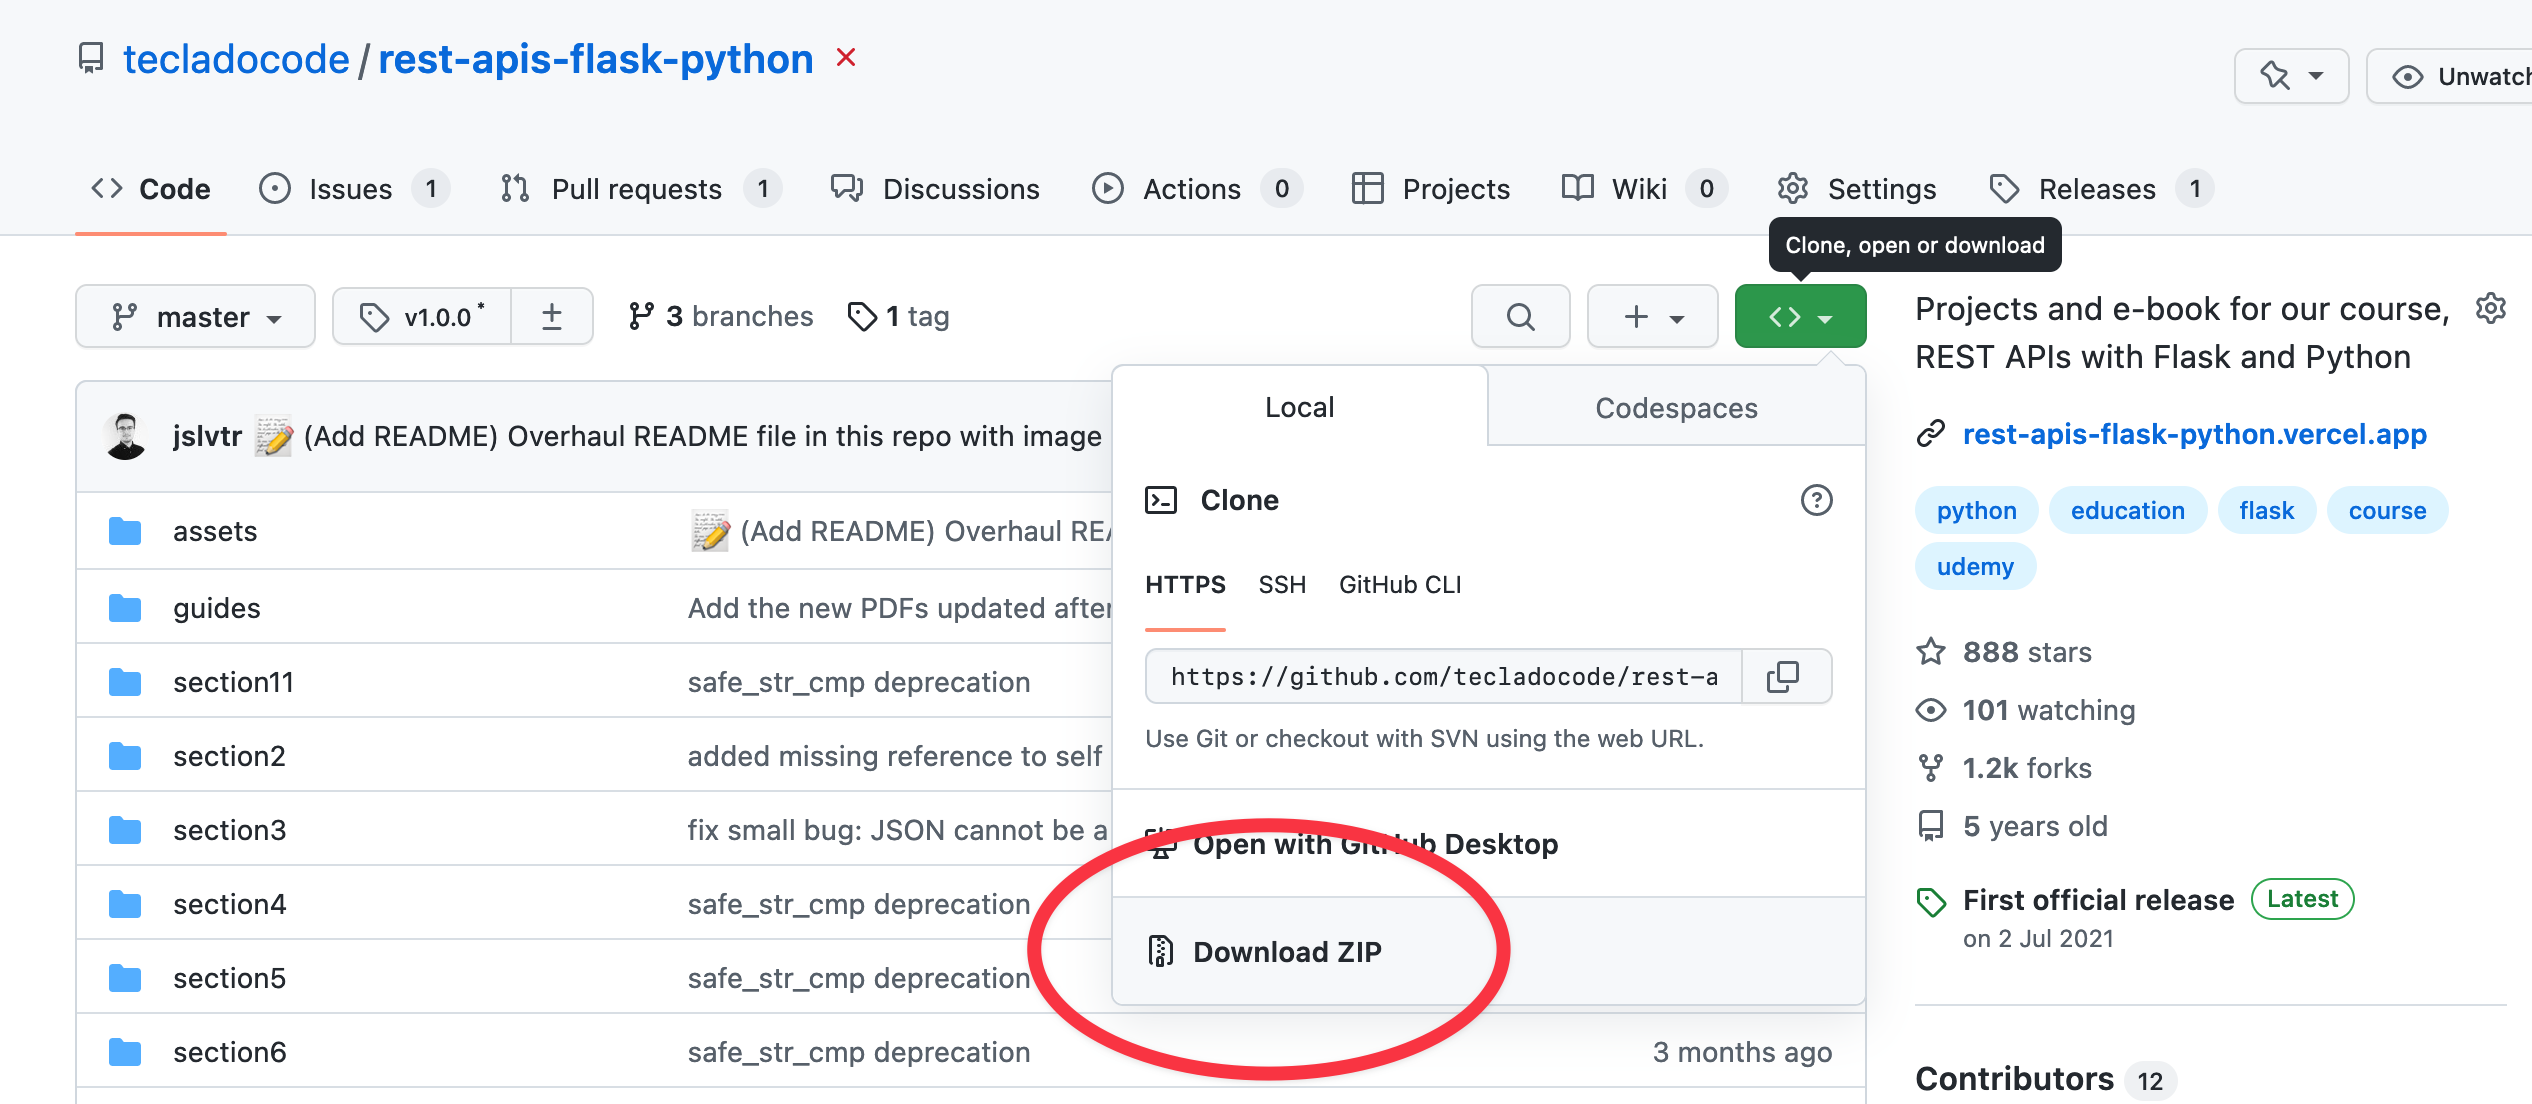 tecladocode / rest-apis-flask-python
Unwatch
Code
Issues 1
Pull requests 1
Discussions
Actions 0
Projects
Wiki 0
Settings
Releases 1
Clone, open or download
master
v1.0.0 *
3 branches
1 tag
jslvtr (Add README) Overhaul README file in this repo with image
assets
(Add README) Overhaul REA
guides
Add the new PDFs updated after
section11
safe_str_cmp deprecation
section2
added missing reference to self
section3
fix small bug: JSON cannot be a
section4
safe_str_cmp deprecation
section5
safe_str_cmp deprecation
section6
safe_str_cmp deprecation
3 months ago
Local
Codespaces
Clone
HTTPS
SSH
GitHub CLI
https://github.com/tecladocode/rest-a
Use Git or checkout with SVN using the web URL.
Open with GitHub Desktop
Download ZIP
Projects and e-book for our course,
REST APIs with Flask and Python
rest-apis-flask-python.vercel.app
python education flask course
udemy
888 stars
101 watching
1.2k forks
5 years old
First official release Latest
on 2 Jul 2021
Contributors 12